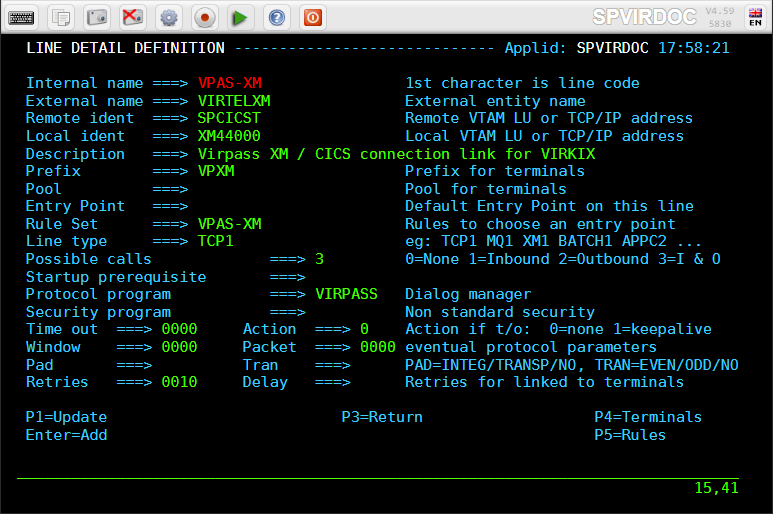 SPVIRDOC V4.59
5830
EN
LINE DETAIL DEFINITION ----------------------------- Applid: SPVIRDOC 17:58:21
Internal name ===> VPAS-XM 1st character is line code
External name ===> VIRTELXM External entity name
Remote ident ===> SPCICST Remote VTAM LU or TCP/IP address
Local ident ===> XM44000 Local VTAM LU or TCP/IP address
Description ===> Virpass XM / CICS connection link for VIRKIX
Prefix ===> VPXM Prefix for terminals
Pool ===> Pool for terminals
Entry Point ===> Default Entry Point on this line
Rule Set ===> VPAS-XM Rules to choose an entry point
Line type ===> TCP1 eg: TCP1 MQ1 XM1 BATCH1 APPC2 ...
Possible calls ===> 3 0=None 1=Inbound 2=Outbound 3=I & O
Startup prerequisite ===>
Protocol program ===> VIRPASS Dialog manager
Security program ===> Non standard security
Time out ===> 0000 Action ===> 0 Action if t/o: 0=none 1=keepalive
Window ===> 0000 Packet ===> 0000 eventual protocol parameters
Pad ===> Tran ===> PAD=INTEG/TRANSP/NO, TRAN=EVEN/ODD/NO
Retries ===> 0010 Delay ===> Retries for linked to terminals
P1=Update P3=Return P4=Terminals
Enter=Add P5=Rules
15,41